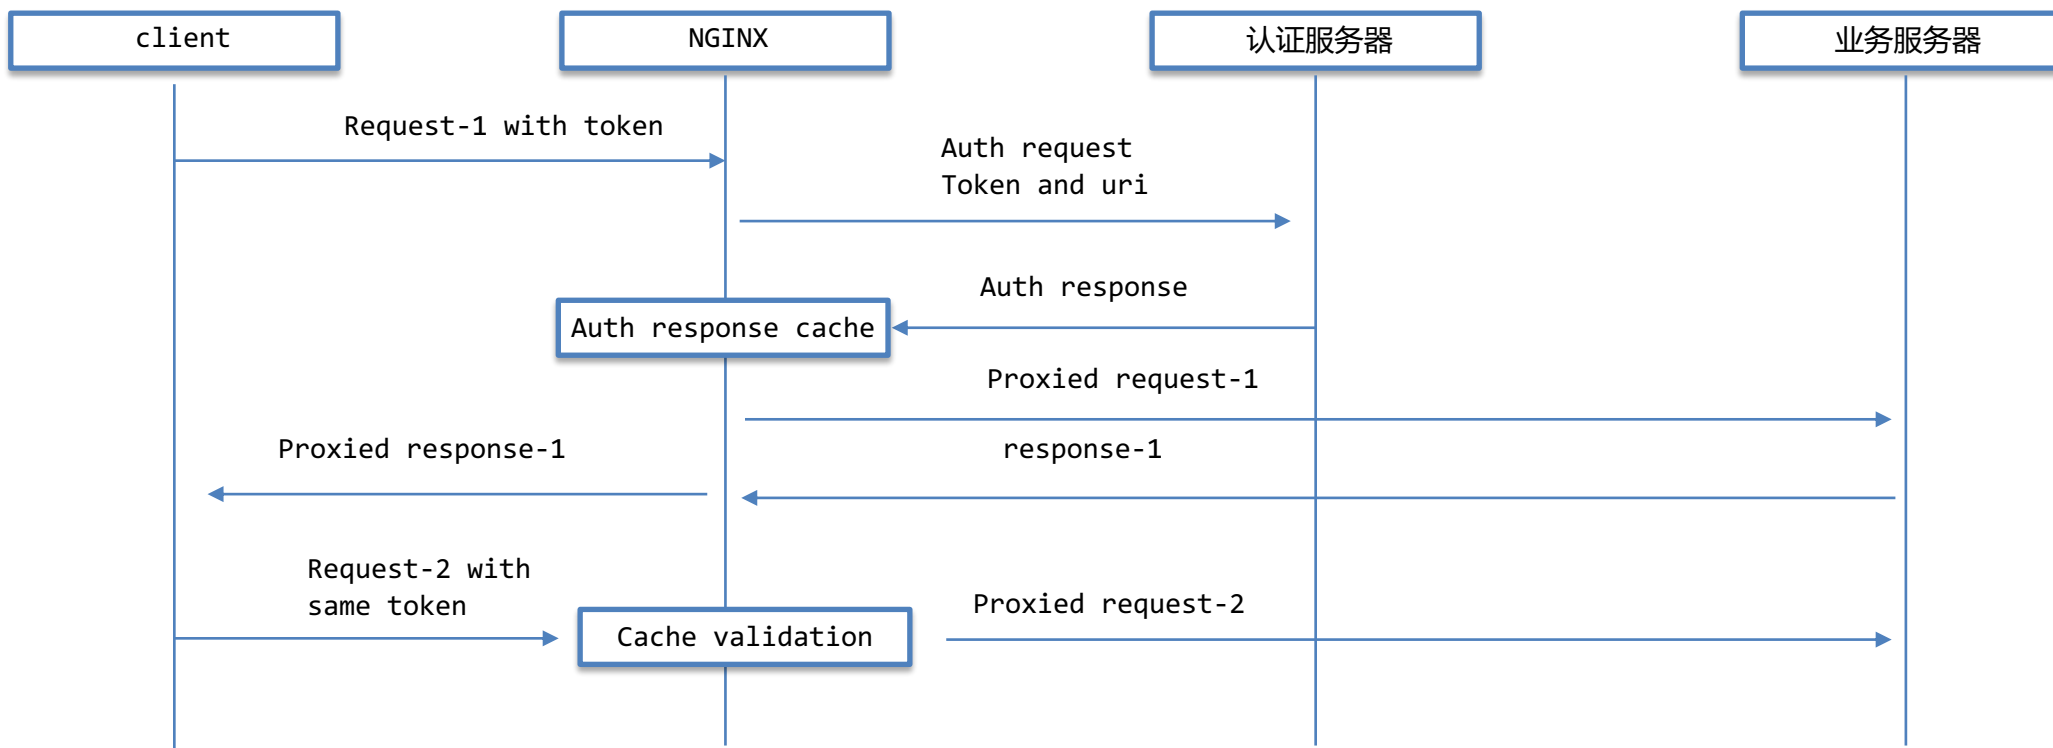 client
NGINX
认证服务器
业务服务器
Request-1 with token
Auth request
Token and uri
Auth response
Auth response cache
Proxied request-1
Proxied response-1
response-1
Request-2 with
same token
Proxied request-2
Cache validation